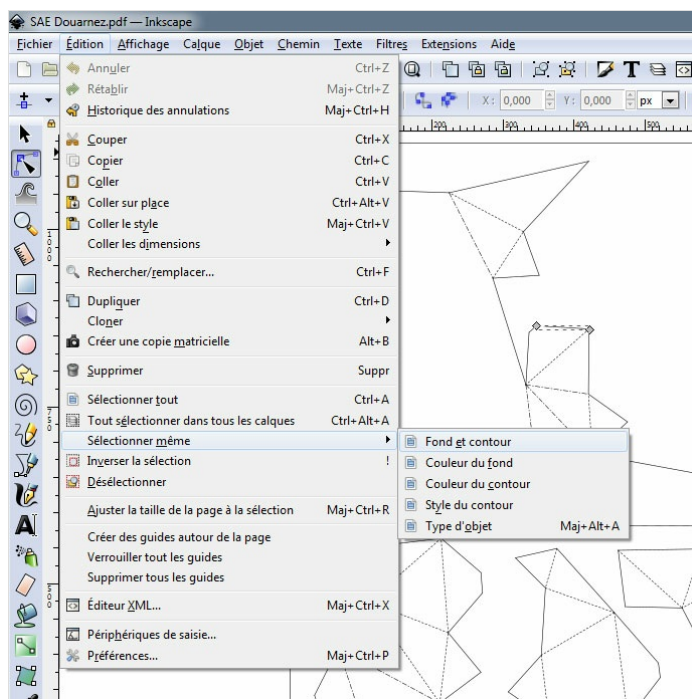 SAE Douarnez.pdf — Inkscape
Fichier Édition Affichage Calque Objet Chemin Texte Filtres Extensions Aide
Annuler Ctrl+Z
Rétablir Maj+Ctrl+Z
Historique des annulations Maj+Ctrl+H
X: 0,000 Y: 0,000 px
Couper Ctrl+X
Copier Ctrl+C
Coller Ctrl+V
Coller sur place Ctrl+Alt+V
Coller le style Maj+Ctrl+V
Coller les dimensions
Rechercher/remplacer... Ctrl+F
Dupliquer Ctrl+D
Cloner
Créer une copie matricielle Alt+B
Supprimer Suppr
Sélectionner tout Ctrl+A
Tout sélectionner dans tous les calques Ctrl+Alt+A
Sélectionner même
Inverser la sélection !
Désélectionner
Ajuster la taille de la page à la sélection Maj+Ctrl+R
Créer des guides autour de la page
Verrouiller tout les guides
Supprimer tous les guides
Éditeur XML... Maj+Ctrl+X
Périphériques de saisie...
Préférences... Maj+Ctrl+P
Fond et contour
Couleur du fond
Couleur du contour
Style du contour
Type d'objet Maj+Alt+A